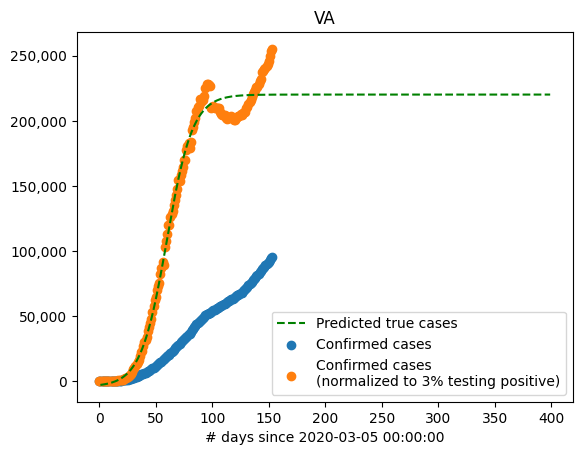 VA
250,000
200,000
150,000
100,000
50,000
0
Predicted true cases
Confirmed cases
Confirmed cases
(normalized to 3% testing positive)
0 50 100 150 200 250 300 350 400
# days since 2020-03-05 00:00:00